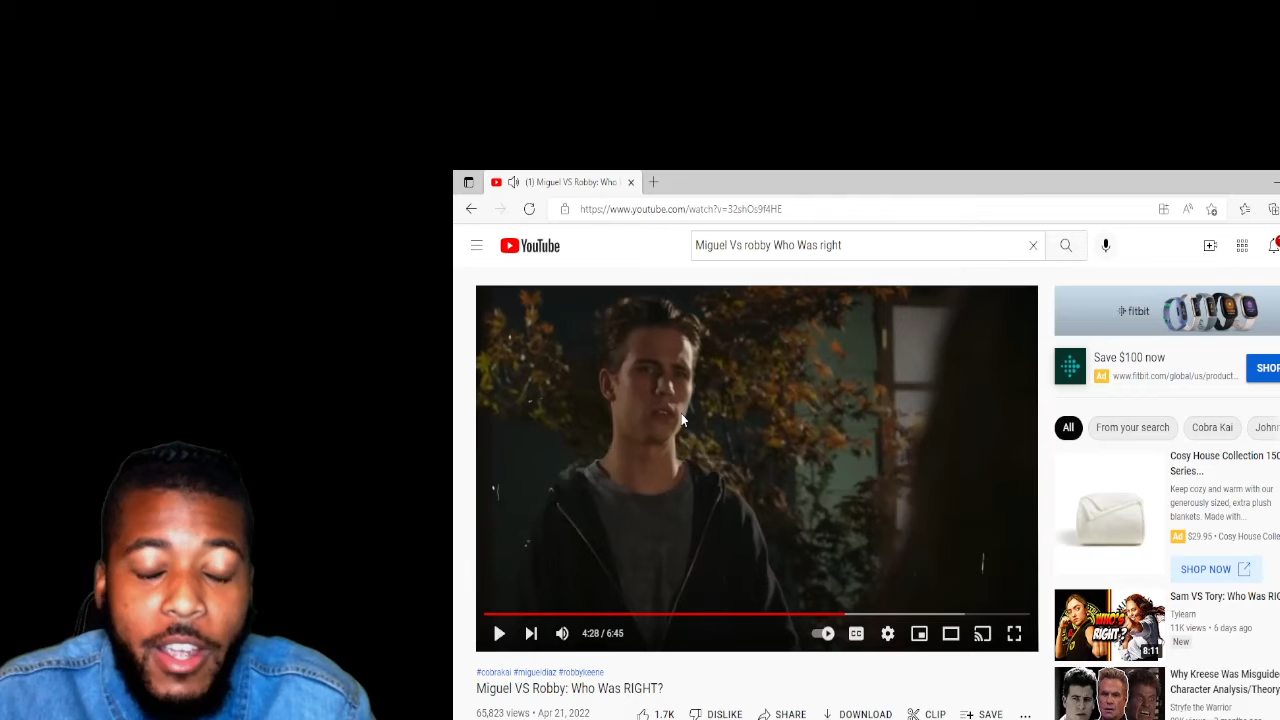 (1) Miguel VS Robby: Who
https://www.youtube.com/watch?v=32shOs9f4HE
YouTube
Miguel Vs robby Who Was right
fitbit
Save $100 now
Ad www.fitbit.com/global/us/product...
SHOP
All
From your search
Cobra Kai
Cosy House Collection
Series...
Keep cozy and warm with our
generously sized, extra plush
blankets. Made with...
Ad $29.95 • Cosy House
SHOP NOW
4:28 / 6:45
WHO'S RIGHT?
8:11
Sam VS Tory: Who Was
Tylearn
11K views • 6 days ago
New
#cobrakai #migueldiaz #robbykeene
Miguel VS Robby: Who Was RIGHT?
65,823 views • Apr 21, 2022
1.7K
DISLIKE
SHARE
DOWNLOAD
CLIP
SAVE
Why Kreese Was
Character Analysis/Theory
Stryfe the Warrior